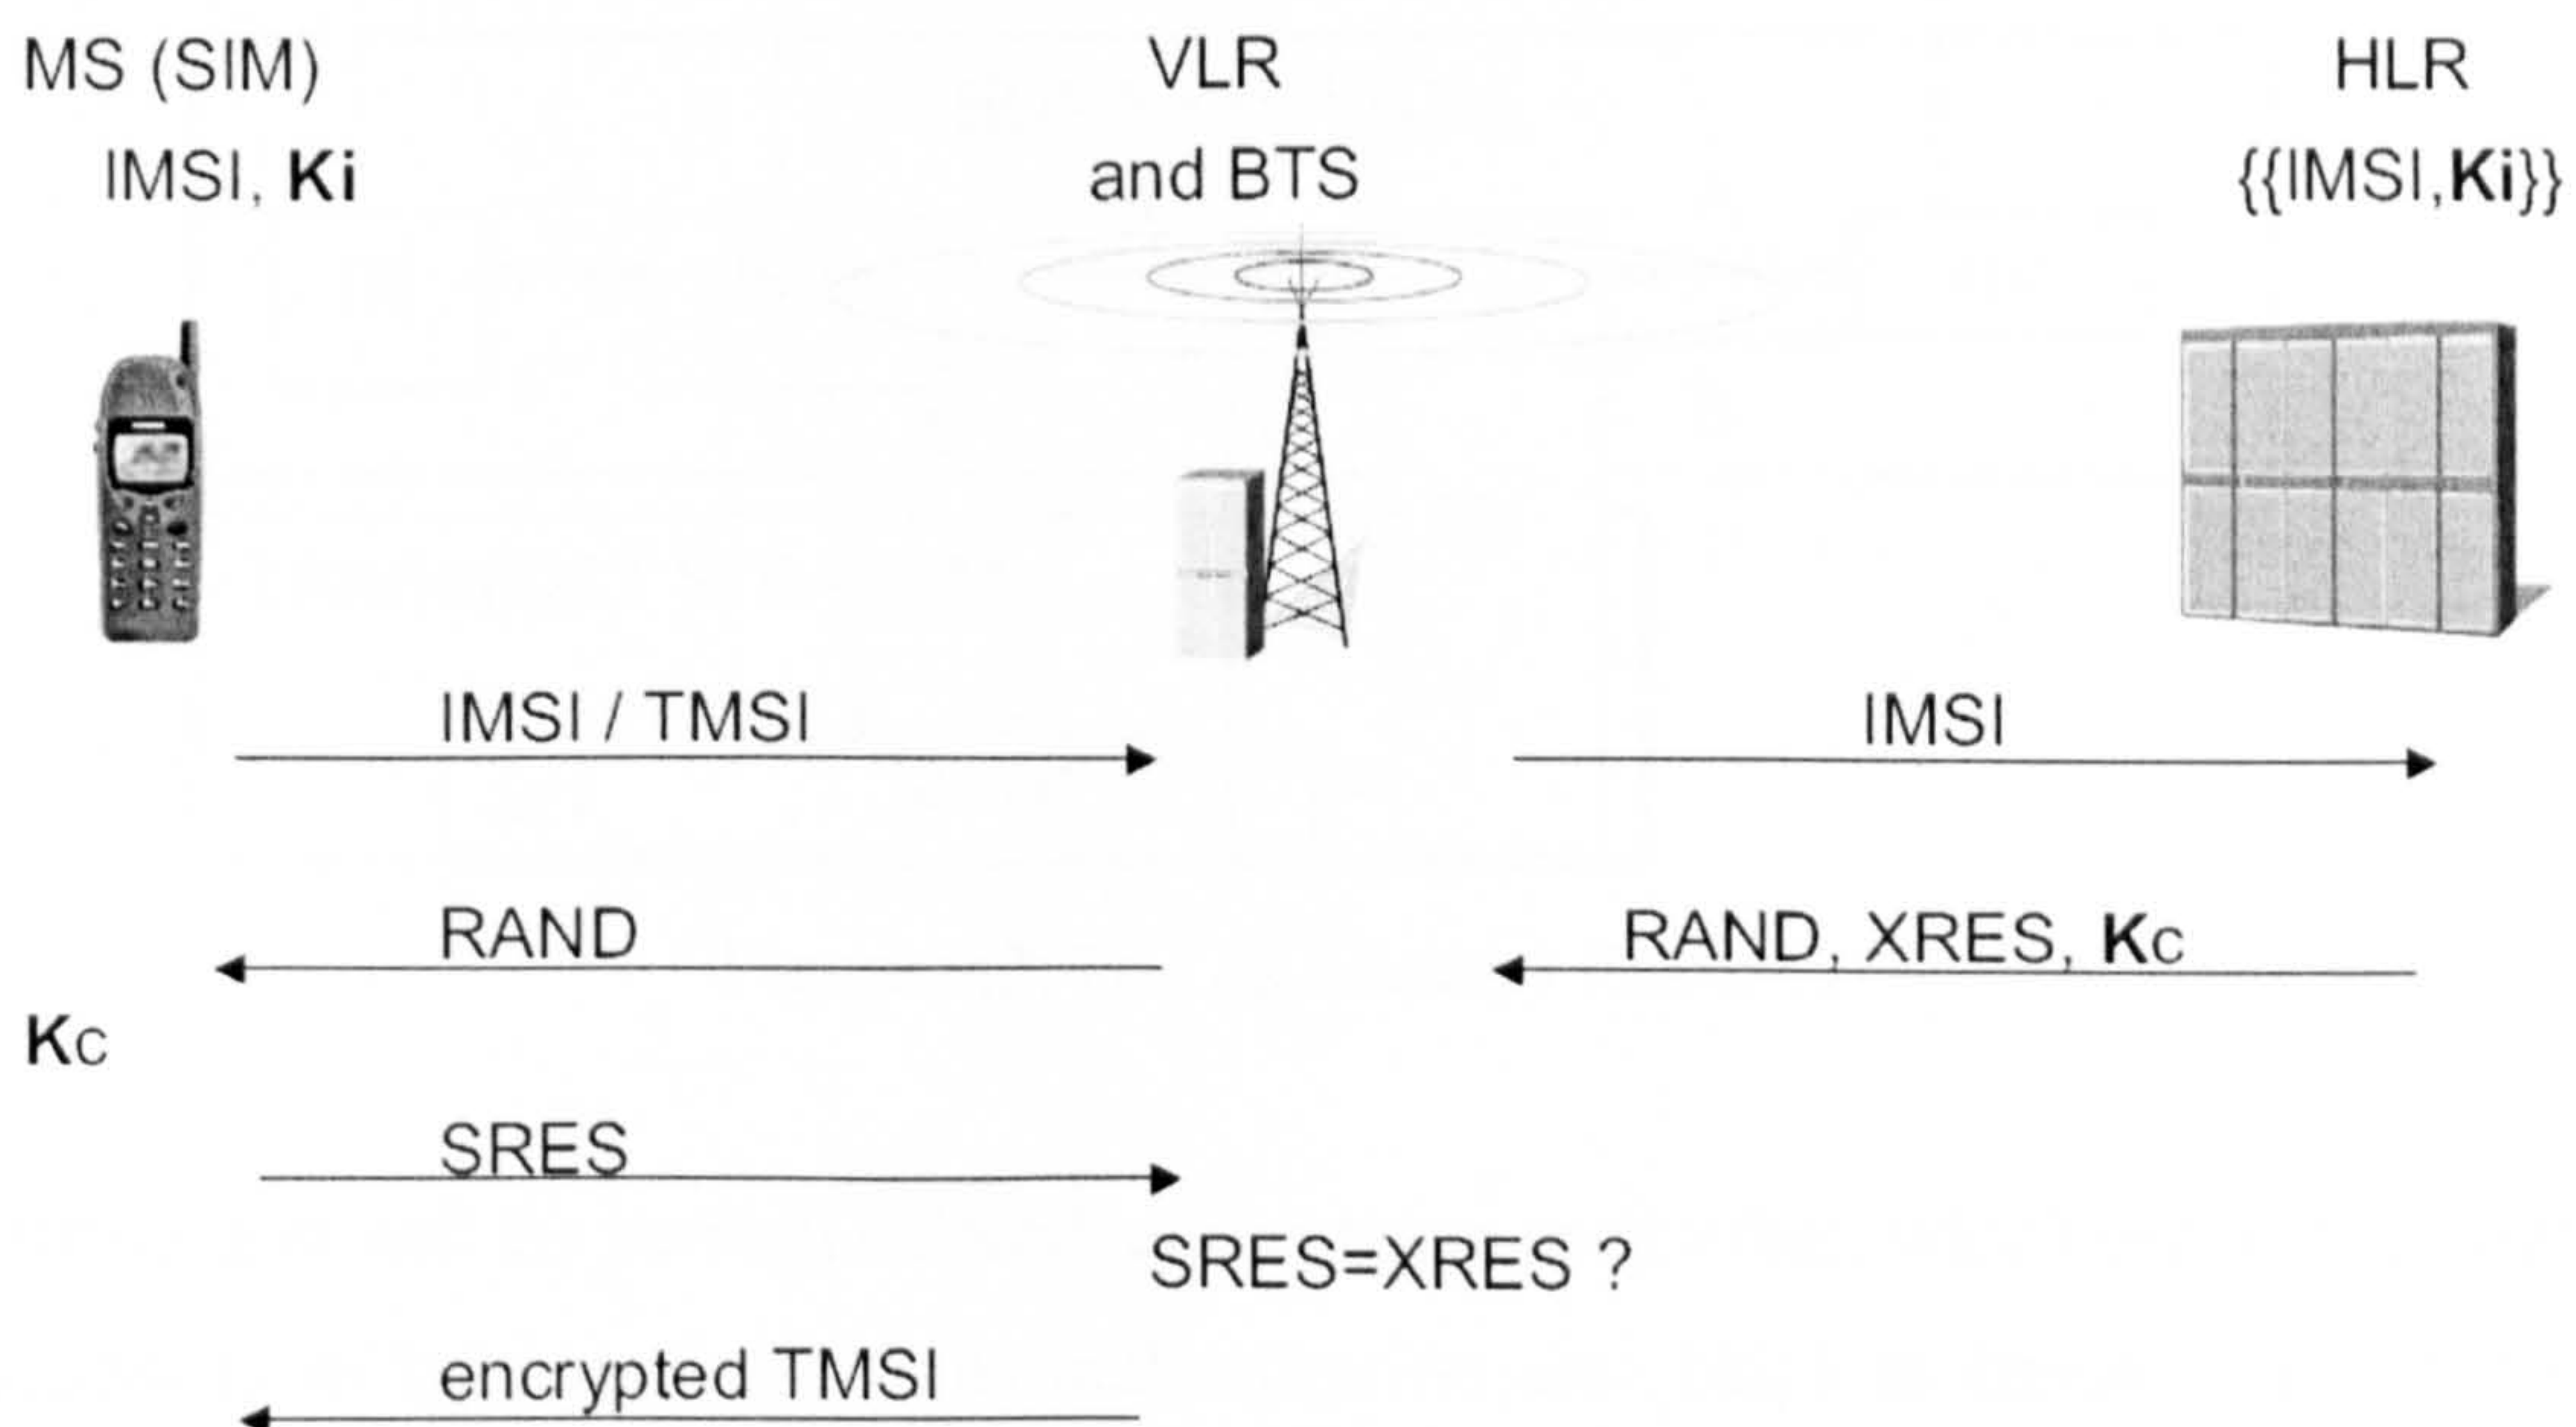 MS (SIM)
IMSI, Ki
VLR
and BTS
HLR
{{IMSI,Ki}}
IMSI / TMSI
IMSI
RAND
RAND, XRES, Kc
Kc
SRES
SRES=XRES ?
encrypted TMSI